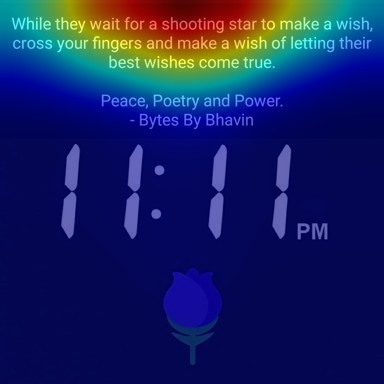 While they wait for a shooting star to make a wish,
cross your fingers and make a wish of letting their
best wishes come true.
Peace, Poetry and Power.
- Bytes By Bhavin
11:11 PM